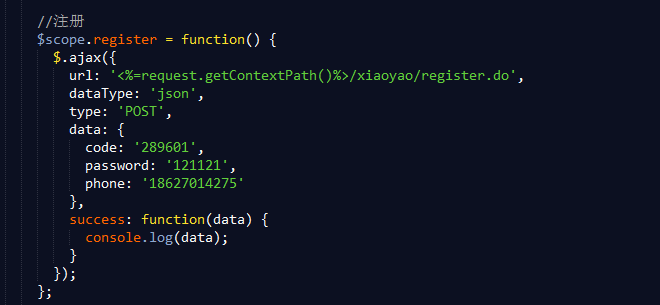 //注册
$scope.register = function() {
$.ajax({
url: '<%=request.getContextPath()%>/xiaoyao/register.do',
dataType: 'json',
type: 'POST',
data: {
code: '289601',
password: '121121',
phone: '18627014275'
},
success: function(data) {
console.log(data);
}
});
};